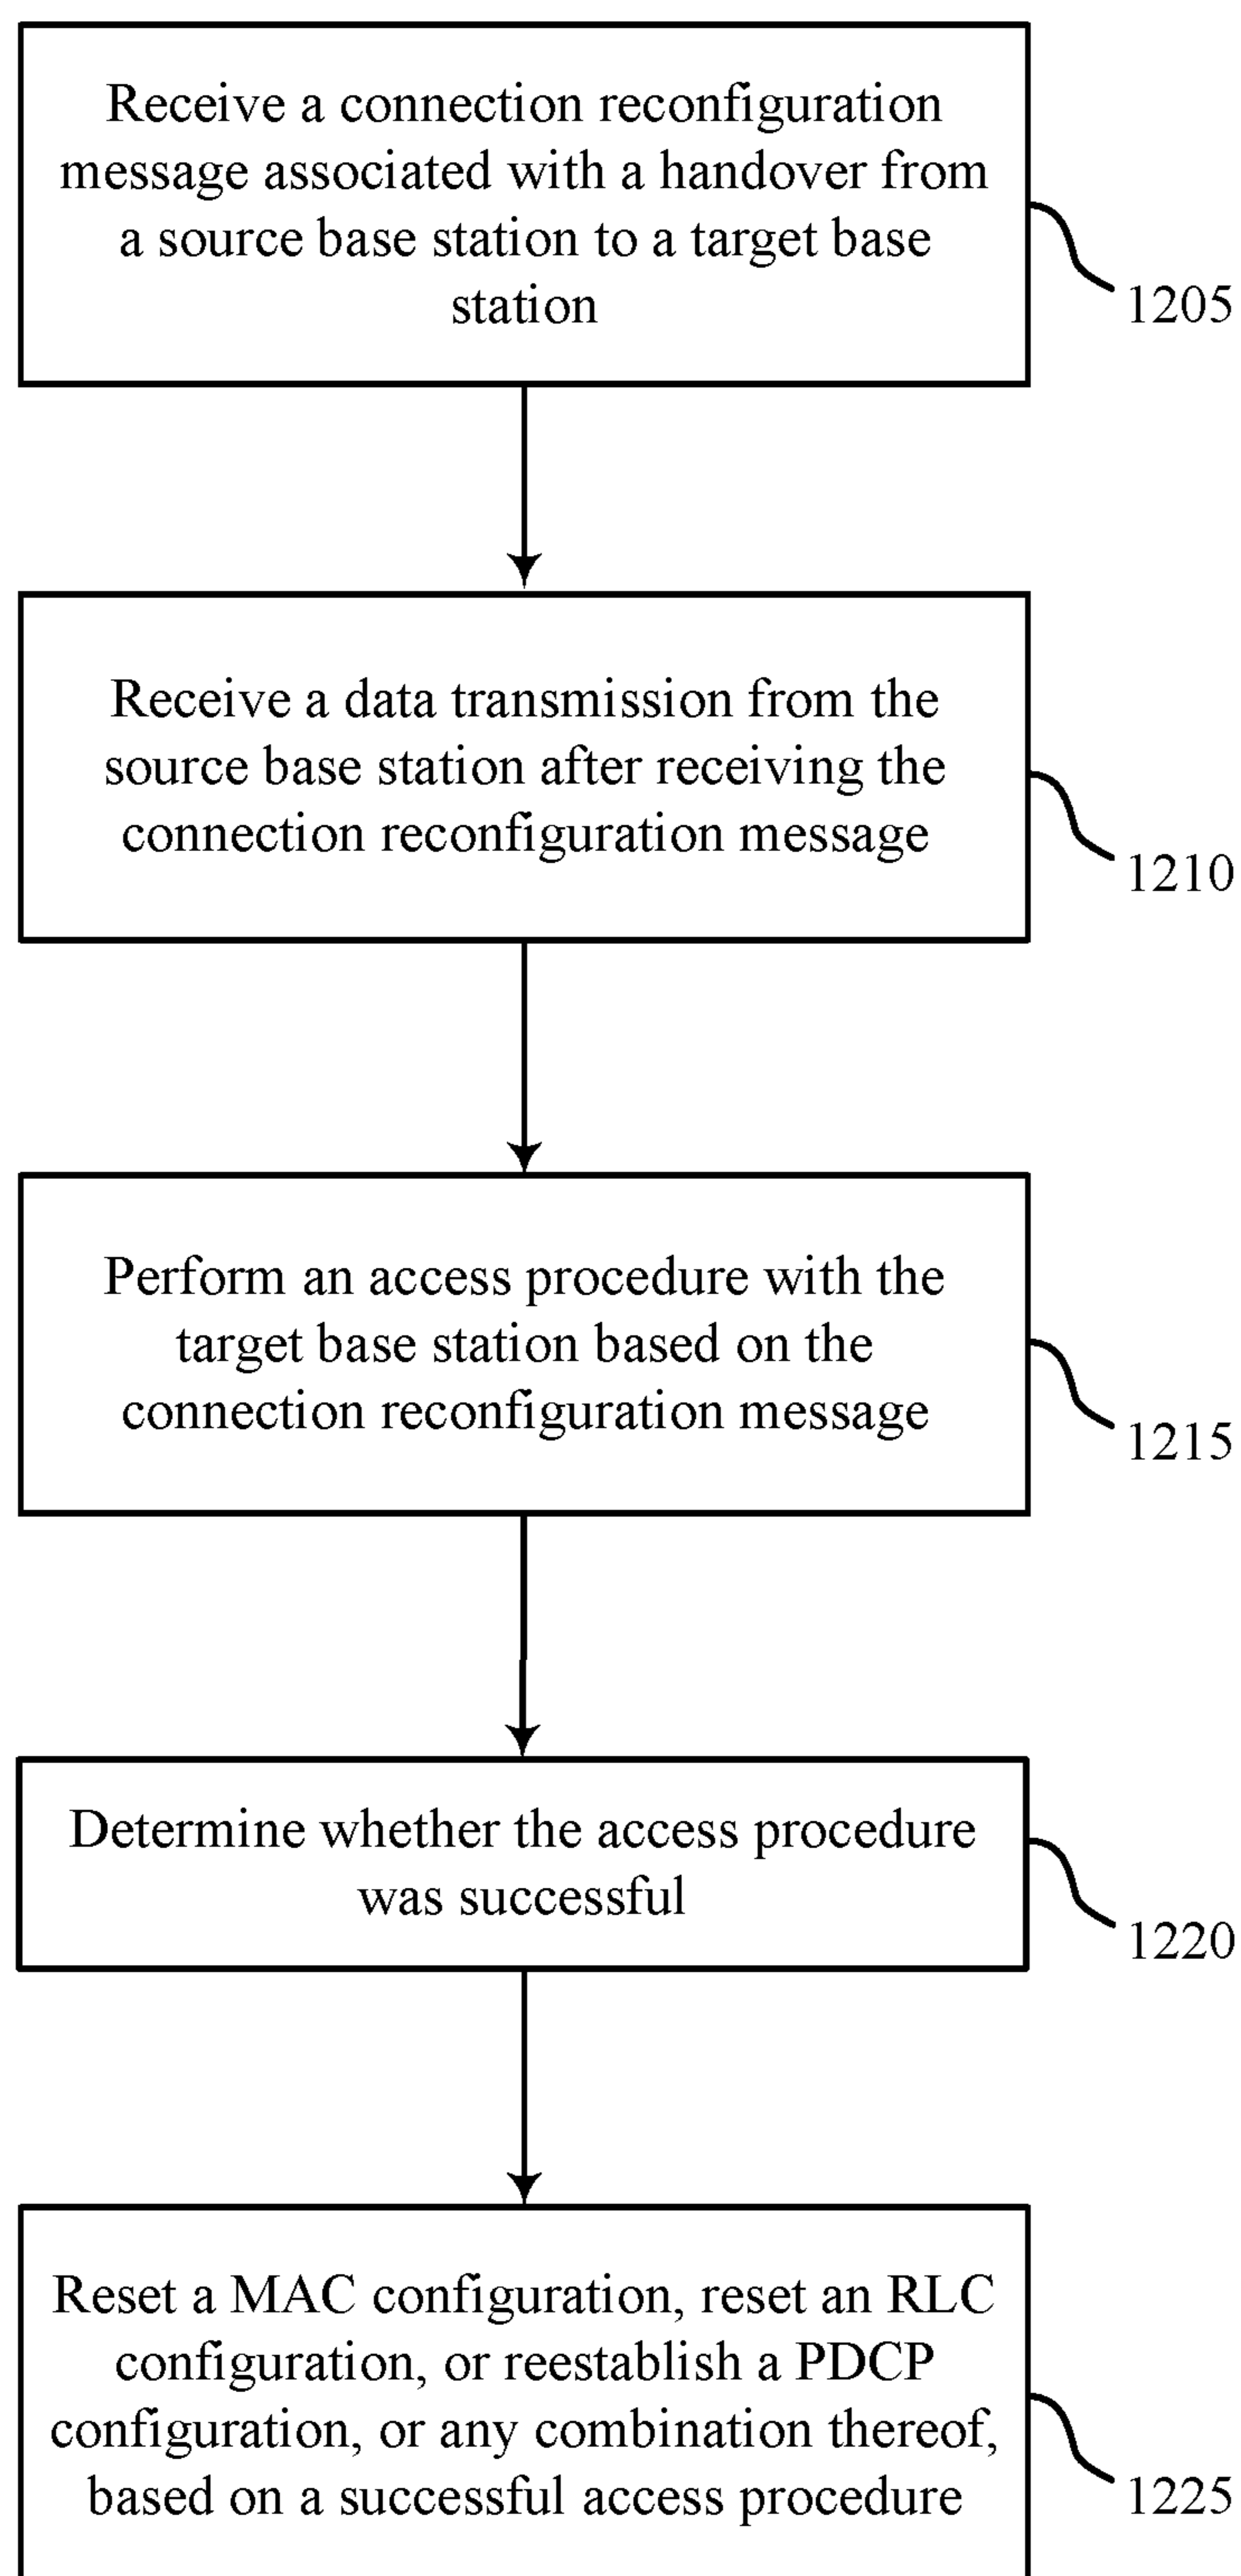 Receive a connection reconfiguration
message associated with a handover from
a source base station to a target base
station
1205
Receive a data transmission from the
source base station after receiving the
connection reconfiguration message
1210
Perform an access procedure with the
target base station based on the
connection reconfiguration message
1215
Determine whether the access procedure
was successful
1220
Reset a MAC configuration, reset an RLC
configuration, or reestablish a PDCP
configuration, or any combination thereof,
based on a successful access procedure
1225